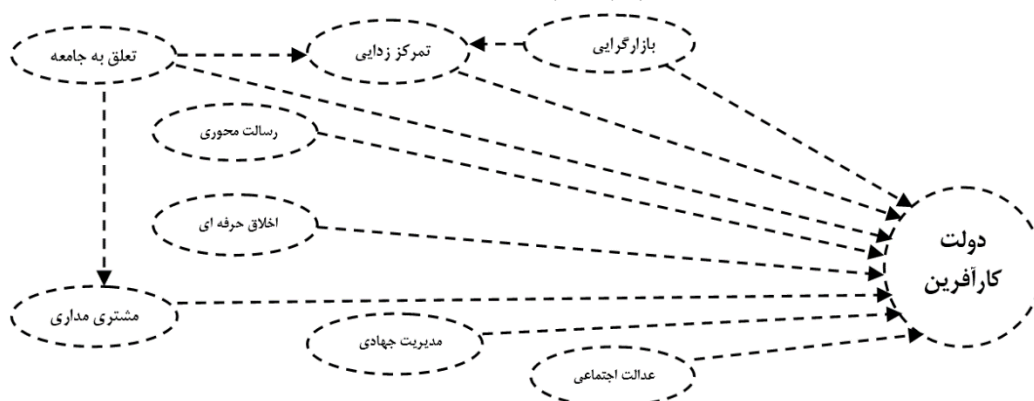 بازارگرایی
تمرکز زدایی
تعلق به جامعه
رسالت محوری
اخلاق حرفه ای
دولت
کارآفرین
مشتری مداری
مدیریت جهادی
عدالت اجتماعی